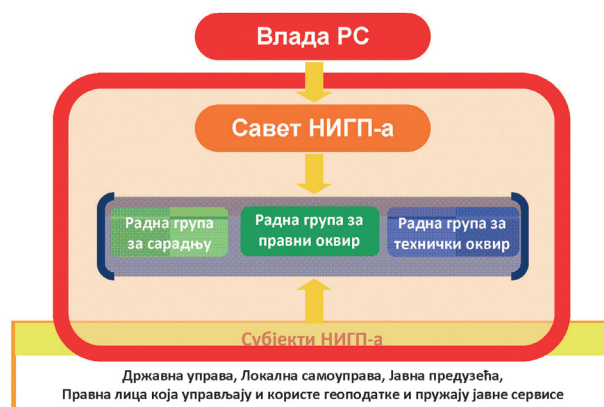 Влада РС
Савет НИГП-а
Радна група
за сарадњу
Радна група за
правни оквир
Радна група за
технички оквир
Субјекти НИГП-а
Државна управа, Локална самоуправа, Јавна предузећа,
Правна лица која управљају и користе геоподатке и пружају јавне сервисе